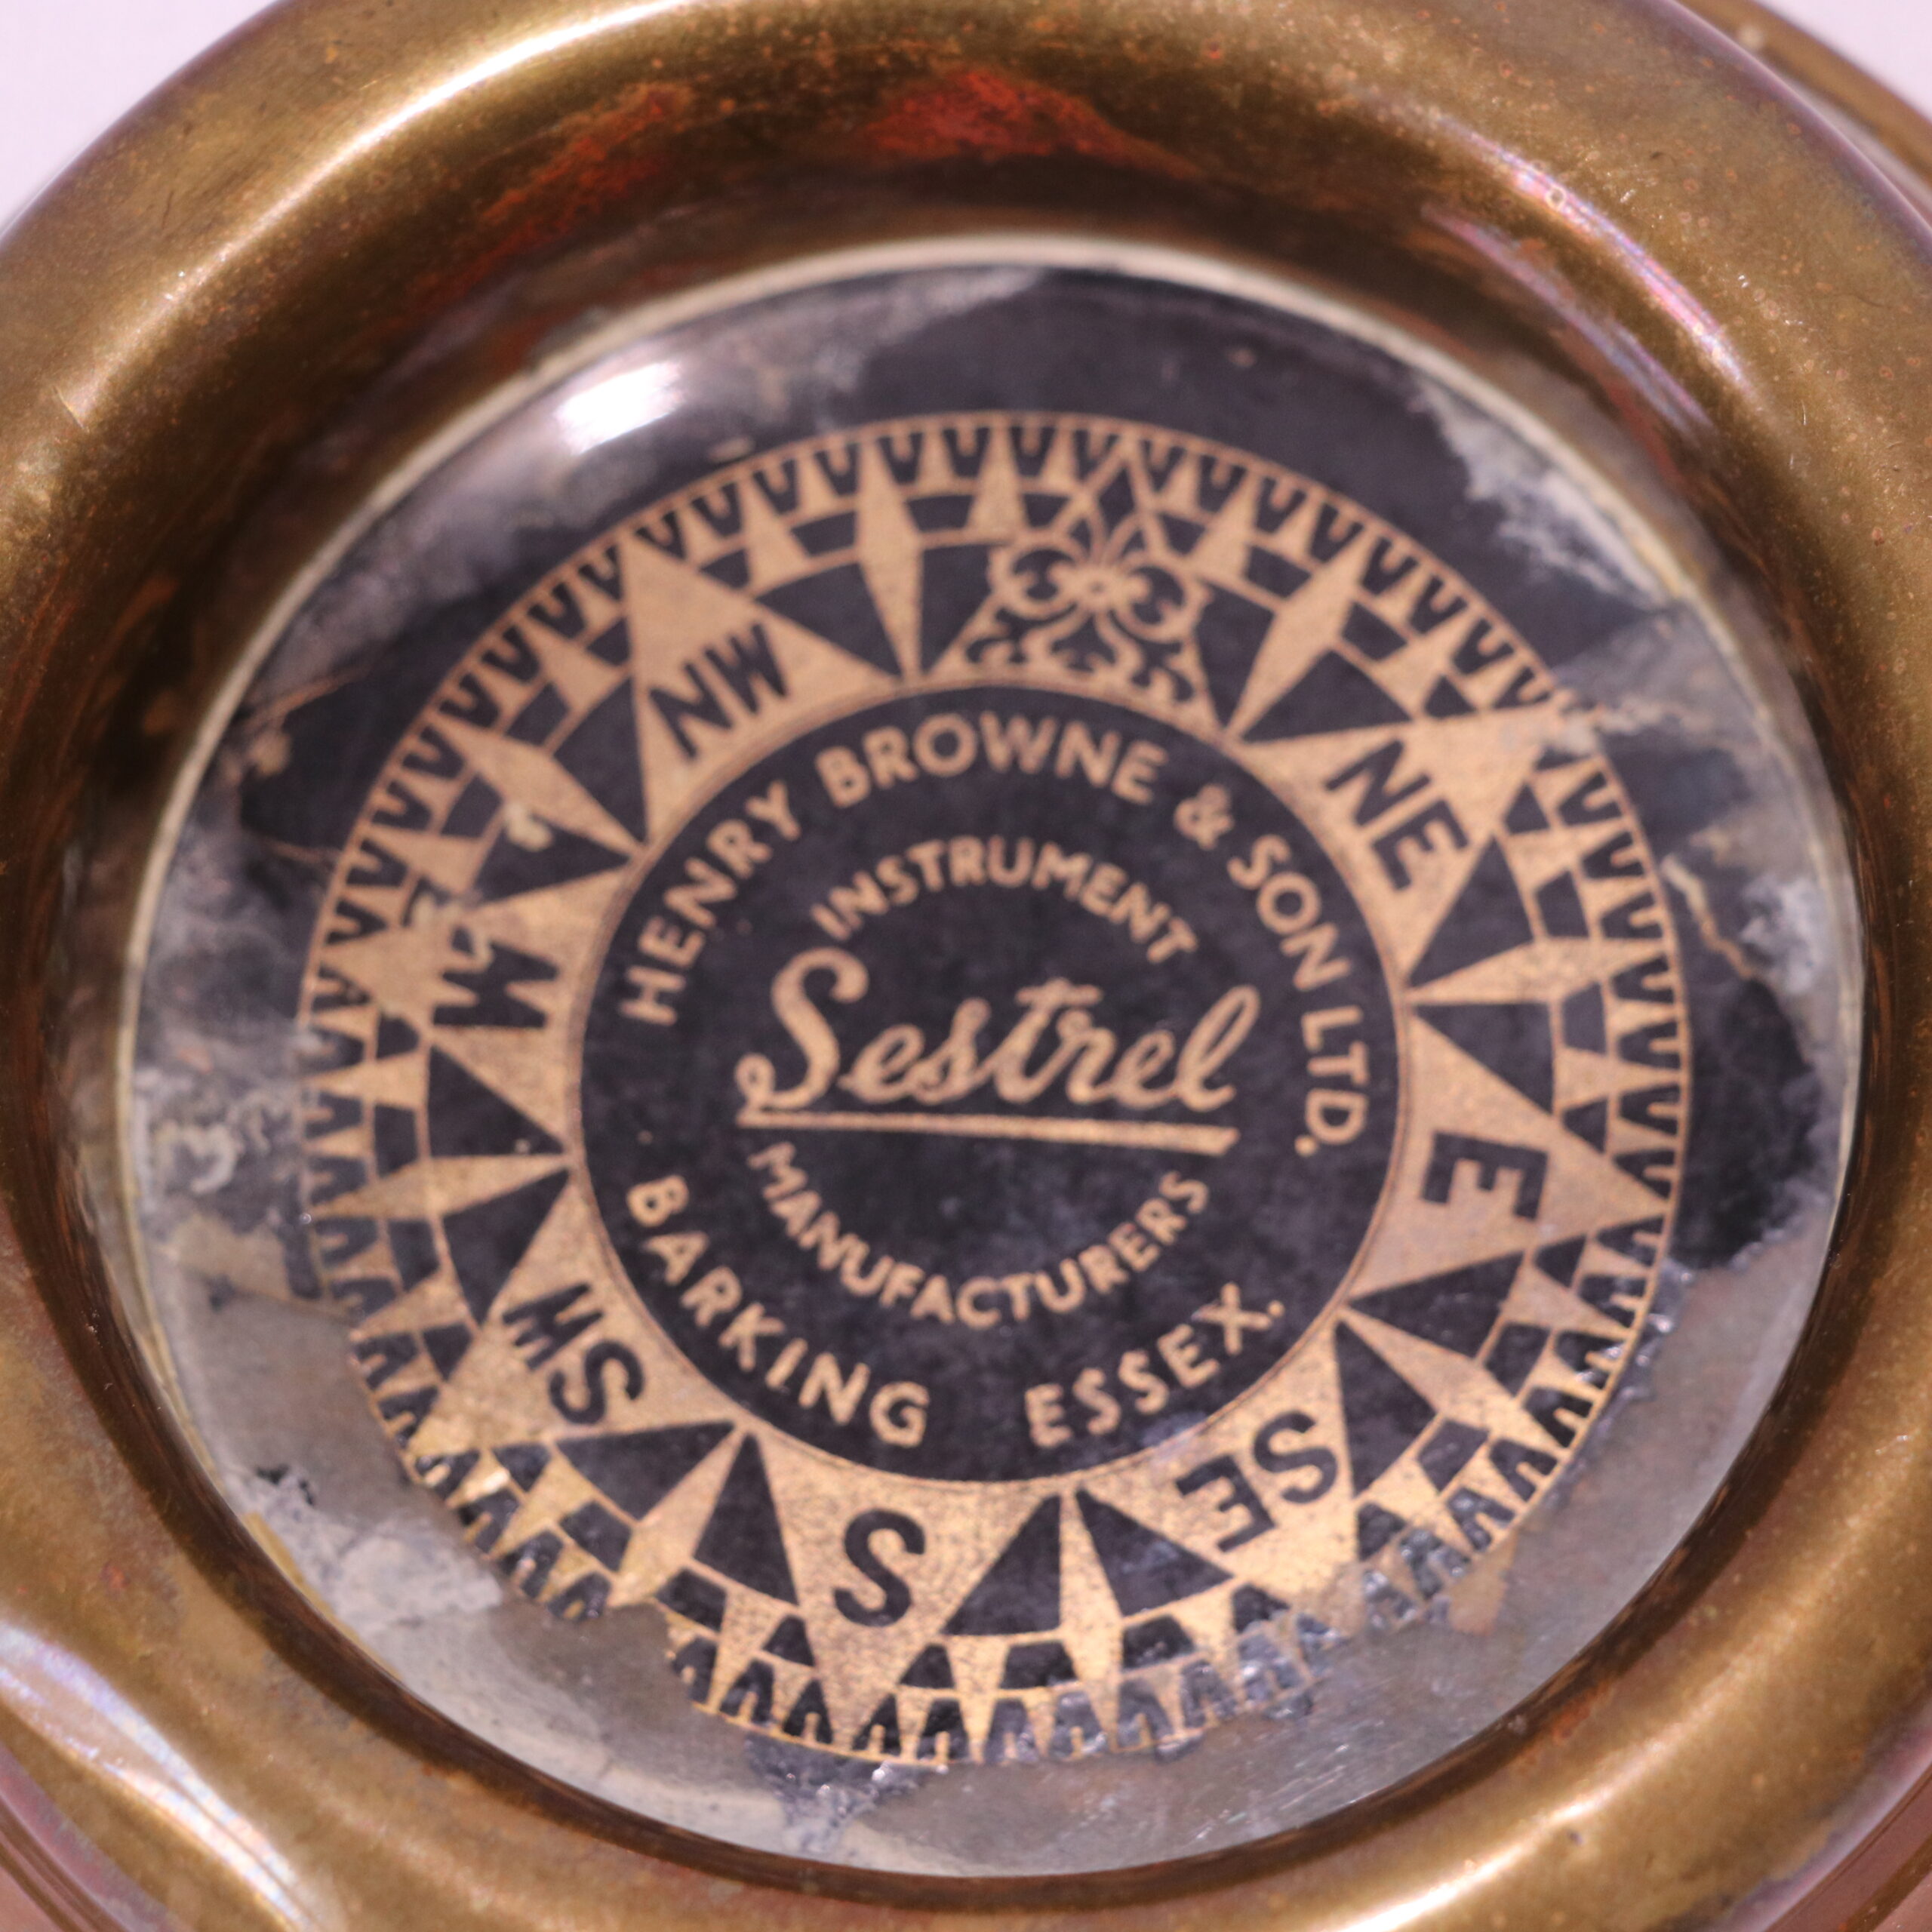 HENRY BROWNE & SON LTD.
INSTRUMENT
Sestrel
MANUFACTURERS
BARKING ESSEX.
NE
E
SE
S
SW
W
NW